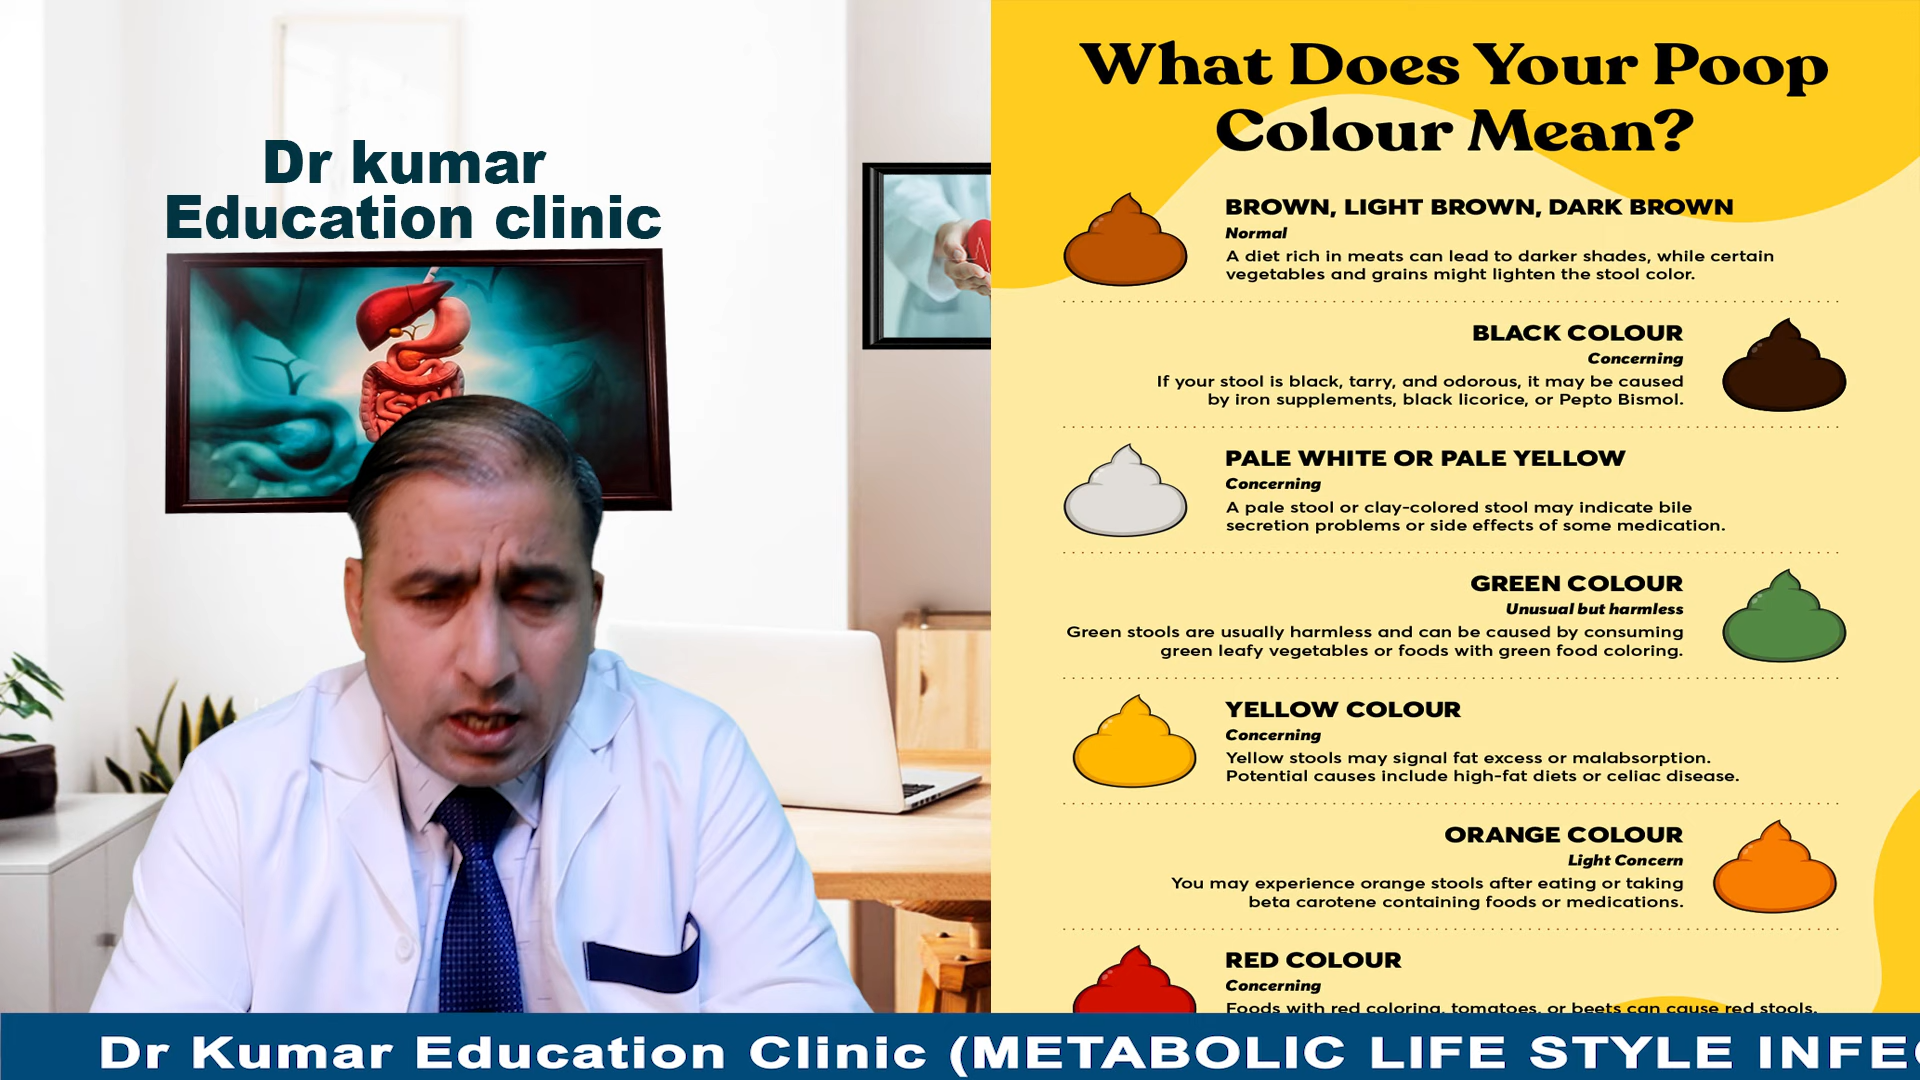 Dr kumar
Education clinic
What Does Your Poop
Colour Mean?
BROWN, LIGHT BROWN, DARK BROWN
Normal
A diet rich in meats can lead to darker shades, while certain
vegetables and grains might lighten the stool color.
BLACK COLOUR
Concerning
If your stool is black, tarry, and odorous, it may be caused
by iron supplements, black licorice, or Pepto Bismol.
PALE WHITE OR PALE YELLOW
Concerning
A pale stool or clay-colored stool may indicate bile
secretion problems or side effects of some medication.
GREEN COLOUR
Unusual but harmless
Green stools are usually harmless and can be caused by consuming
green leafy vegetables or foods with green food coloring.
YELLOW COLOUR
Concerning
Yellow stools may signal fat excess or malabsorption.
Potential causes include high-fat diets or celiac disease.
ORANGE COLOUR
Light Concern
You may experience orange stools after eating or taking
beta carotene containing foods or medications.
RED COLOUR
Concerning
Foods with red coloring, tomatoes, or beets can cause red stools.
Dr Kumar Education Clinic (METABOLIC LIFE STYLE INFE